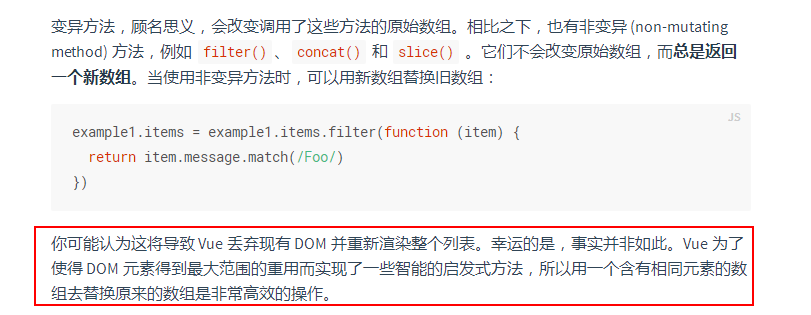 变异方法，顾名思义，会改变调用了这些方法的原始数组。相比之下，也有非变异 (non-mutating
method) 方法，例如 filter() 、 concat() 和 slice() 。它们不会改变原始数组，而总是返回
一个新数组。当使用非变异方法时，可以用新数组替换旧数组：
JS
example1.items = example1.items.filter(function (item) {
  return item.message.match(/Foo/)
})
你可能认为这将导致 Vue 丢弃现有 DOM 并重新渲染整个列表。幸运的是，事实并非如此。Vue 为了
使得 DOM 元素得到最大范围的重用而实现了一些智能的启发式方法，所以用一个含有相同元素的数
组去替换原来的数组是非常高效的操作。